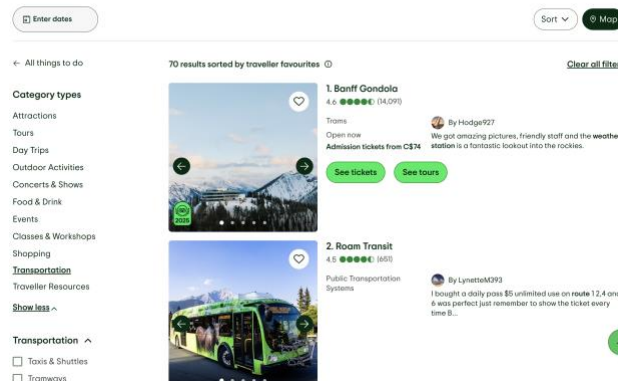 Enter dates
Sort
Map
← All things to do
70 results sorted by traveller favourites
Clear all filter
Category types
Attractions
Tours
Day Trips
Outdoor Activities
Concerts & Shows
Food & Drink
Events
Classes & Workshops
Shopping
Transportation
Traveller Resources
Show less
Transportation
Taxis & Shuttles
Tramways
1. Banff Gondola
4.6 (14,091)
Trams
Open now
Admission tickets from C$74
By Hodge927
We got amazing pictures, friendly staff and the weathe
station is a fantastic lookout into the rockies.
See tickets
See tours
2025
2. Roam Transit
4.5 (651)
Public Transportation
Systems
By LynetteM393
I bought a daily pass $5 unlimited use on route 1 2,4 and
6 was perfect just remember to show the ticket every
time B...